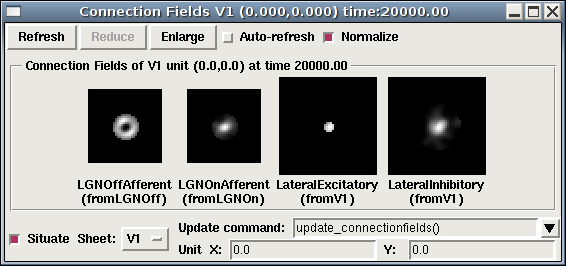 Connection Fields V1 (0.000,0.000) time:20000.00
Refresh Reduce Enlarge Auto-refresh Normalize
Connection Fields of V1 unit (0.0,0.0) at time 20000.00
LGNOffAfferent LGNOnAfferent LateralExcitatory LateralInhibitory
(fromLGNOff) (fromLGNOn) (fromV1) (fromV1)
Update command: update_connectionfields()
Situate Sheet: V1
Unit X: 0.0 Y: 0.0